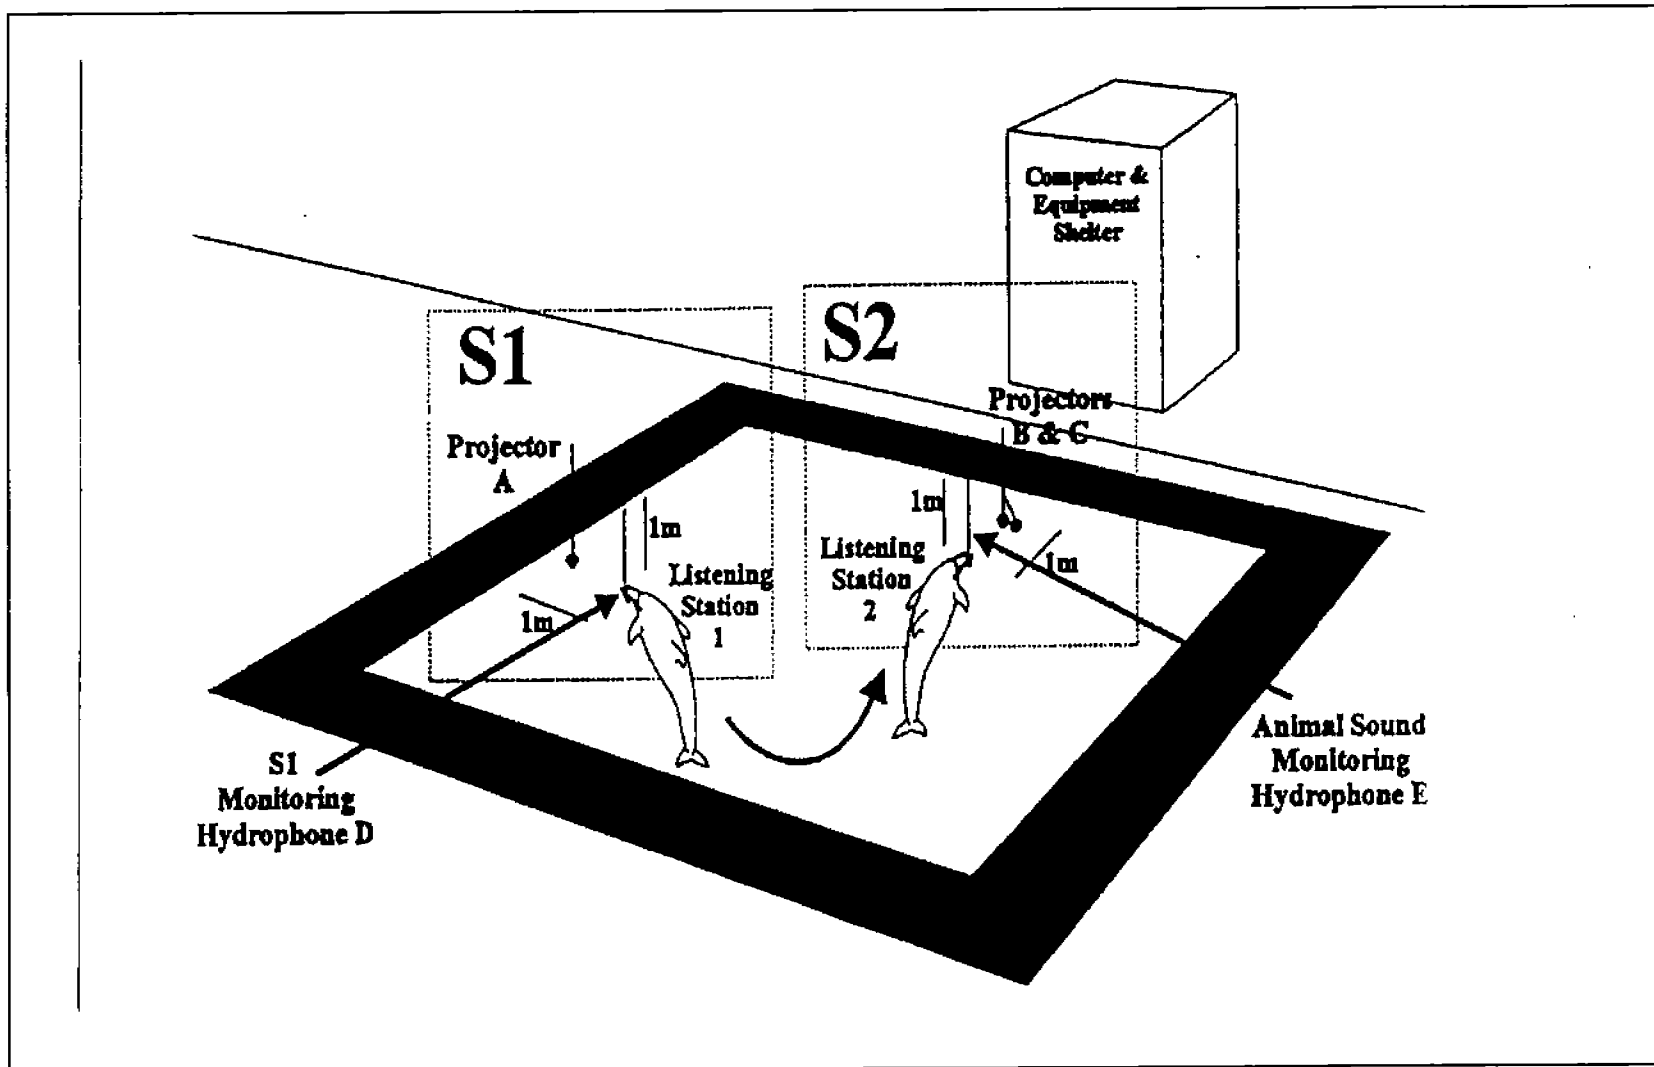 Computer &
Equipment
Shelter
S1
S2
Projectors
B & C
Projector
A
1m
1m
Listening
Station
1
Listening
Station
2
1m
1m
S1
Monitoring
Hydrophone D
Animal Sound
Monitoring
Hydrophone E